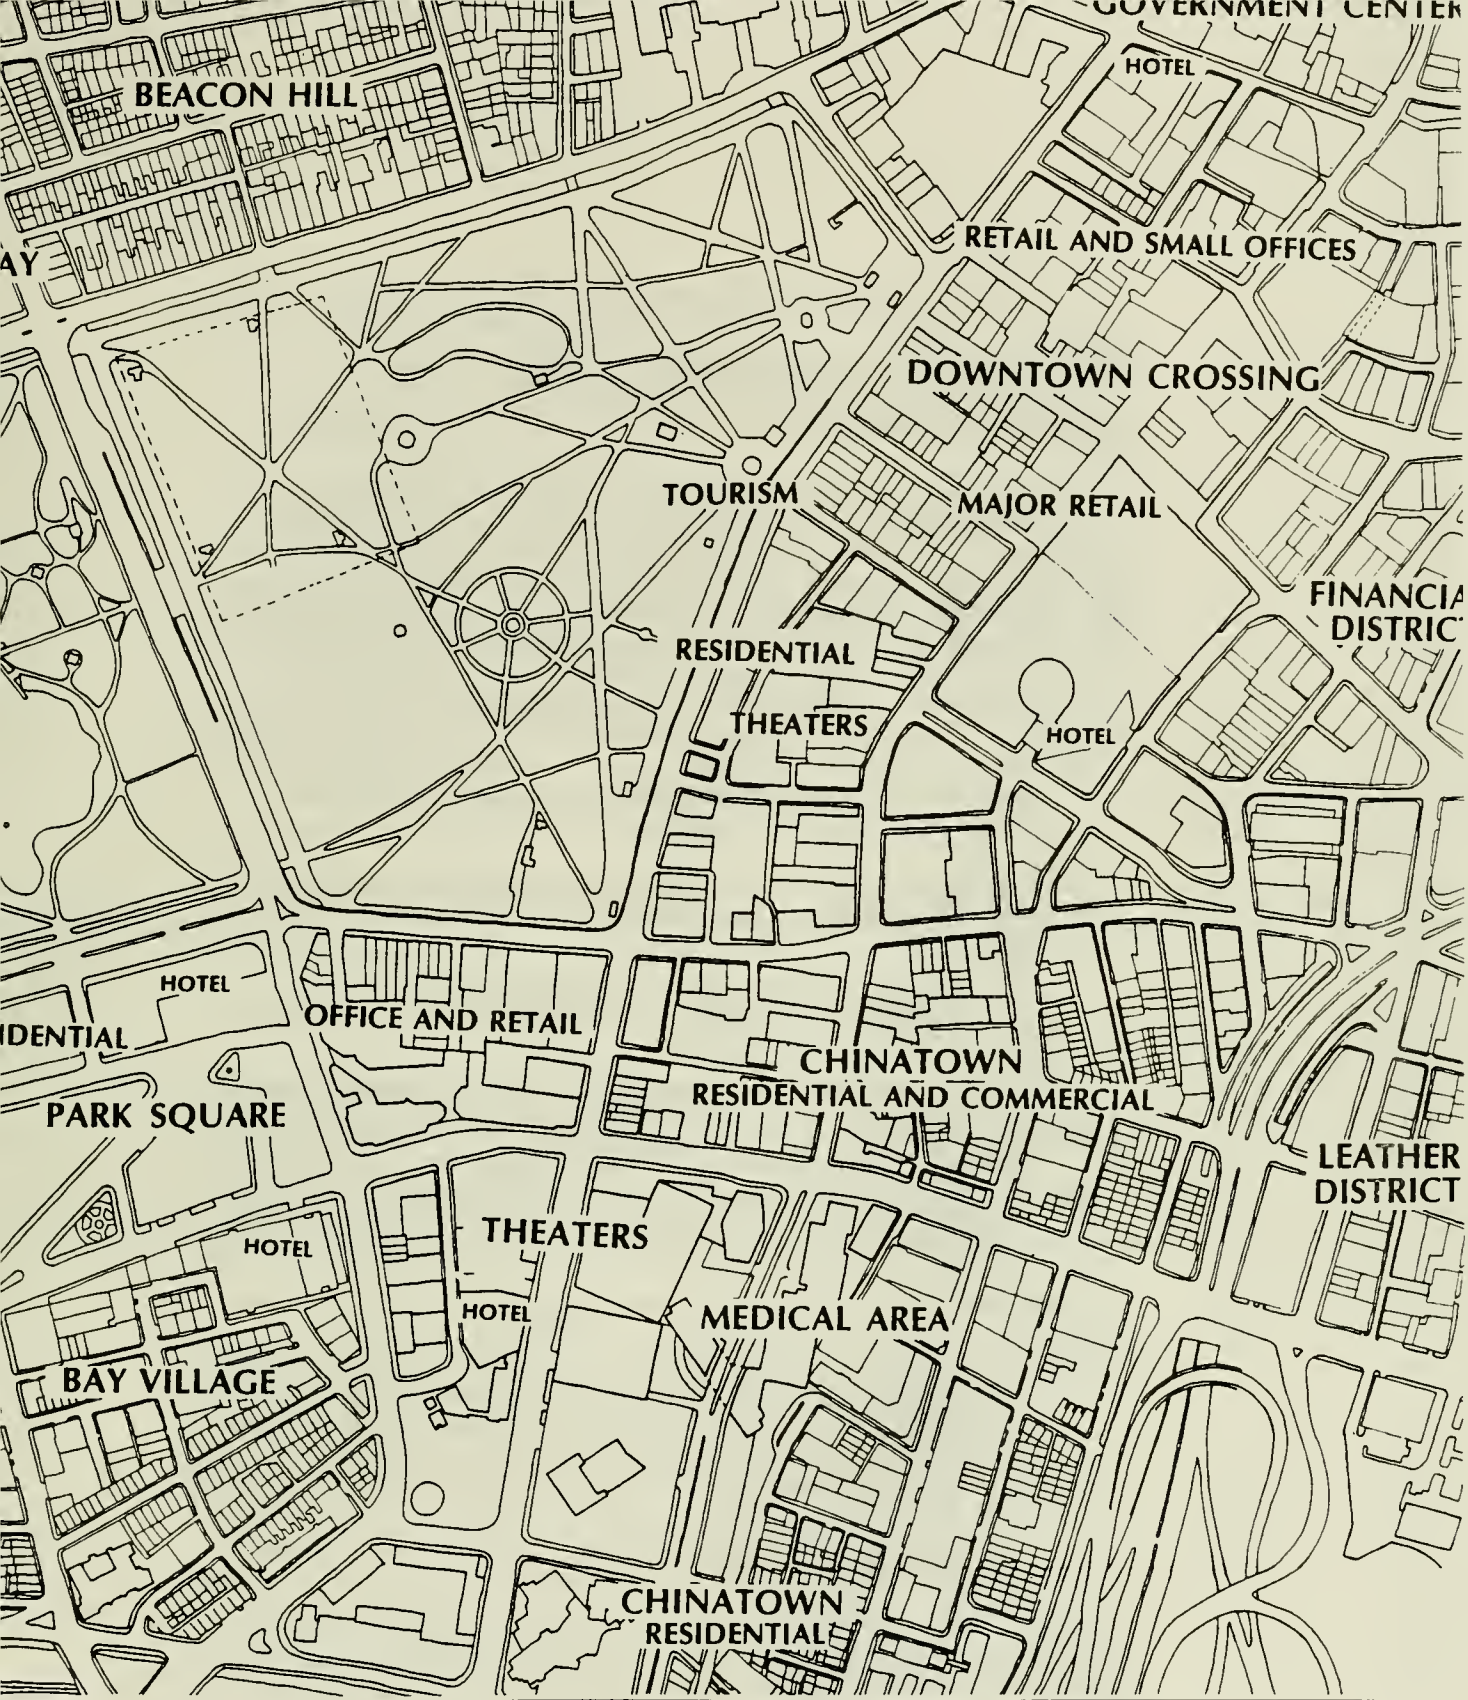 GOVERNMENT CENTER
HOTEL
BEACON HILL
RETAIL AND SMALL OFFICES
AY
DOWNTOWN CROSSING
TOURISM
MAJOR RETAIL
FINANCIA
DISTRIC
RESIDENTIAL
THEATERS
HOTEL
HOTEL
OFFICE AND RETAIL
IDENTIAL
CHINATOWN
RESIDENTIAL AND COMMERCIAL
PARK SQUARE
LEATHER
DISTRICT
THEATERS
HOTEL
HOTEL
MEDICAL AREA
BAY VILLAGE
CHINATOWN
RESIDENTIAL